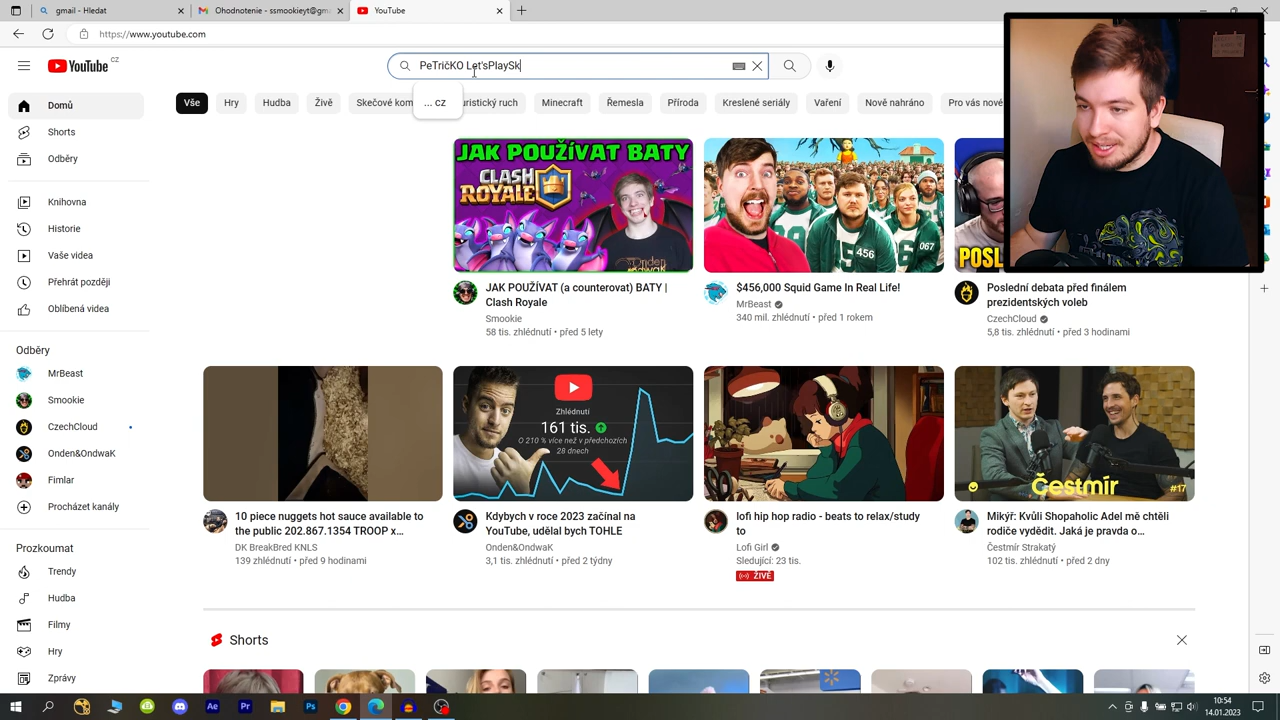 gmail - Hledat
Ohodnotenie - ssmookieyt@gm
YouTube
https://www.youtube.com
YouTube CZ
PeTričKO Let'sPlaySk
... cz
Vše
Hry
Hudba
Živě
Skečové kom
uristický ruch
Minecraft
Řemesla
Příroda
Kreslené seriály
Vaření
Nově nahráno
Pro vás nové
Domů
Shorts
Odběry
Knihovna
Historie
Vaše videa
Přehrát později
Oblíbená videa
Odběry
MrBeast
Smookie
CzechCloud
Onden&OndwaK
Fimlar
Procházet kanály
Prozkoumat
Trendy
Hudba
Filmy
Hry
Zprávy
JAK POUŽÍVAT BATY
CLASH
ROYALE
Onden
OndwaK
456
067
POSL
JAK POUŽÍVAT (a counterovat) BATY |
Clash Royale
Smookie
58 tis. zhlédnutí • před 5 lety
$456,000 Squid Game In Real Life!
MrBeast
340 mil. zhlédnutí • před 1 rokem
Poslední debata před finálem
prezidentských voleb
CzechCloud
5,8 tis. zhlédnutí • před 3 hodinami
Zhlédnutí
161 tis.
O 210 % více než v předchozích
28 dnech
Čestmír
#17
10 piece nuggets hot sauce available to
the public 202.867.1354 TROOP x...
DK BreakBred KNLS
139 zhlédnutí • před 9 hodinami
Kdybych v roce 2023 začínal na
YouTube, udělal bych TOHLE
Onden&OndwaK
3,1 tis. zhlédnutí • před 2 týdny
lofi hip hop radio - beats to relax/study
to
Lofi Girl
Sledující: 23 tis.
ŽIVĚ
Mikýř: Kvůli Shopaholic Adel mě chtěli
rodiče vydědit. Jaká je pravda o...
Čestmír Strakatý
102 tis. zhlédnutí • před 2 dny
Shorts
Ae
Pr
Ps
10:54
14.01.2023